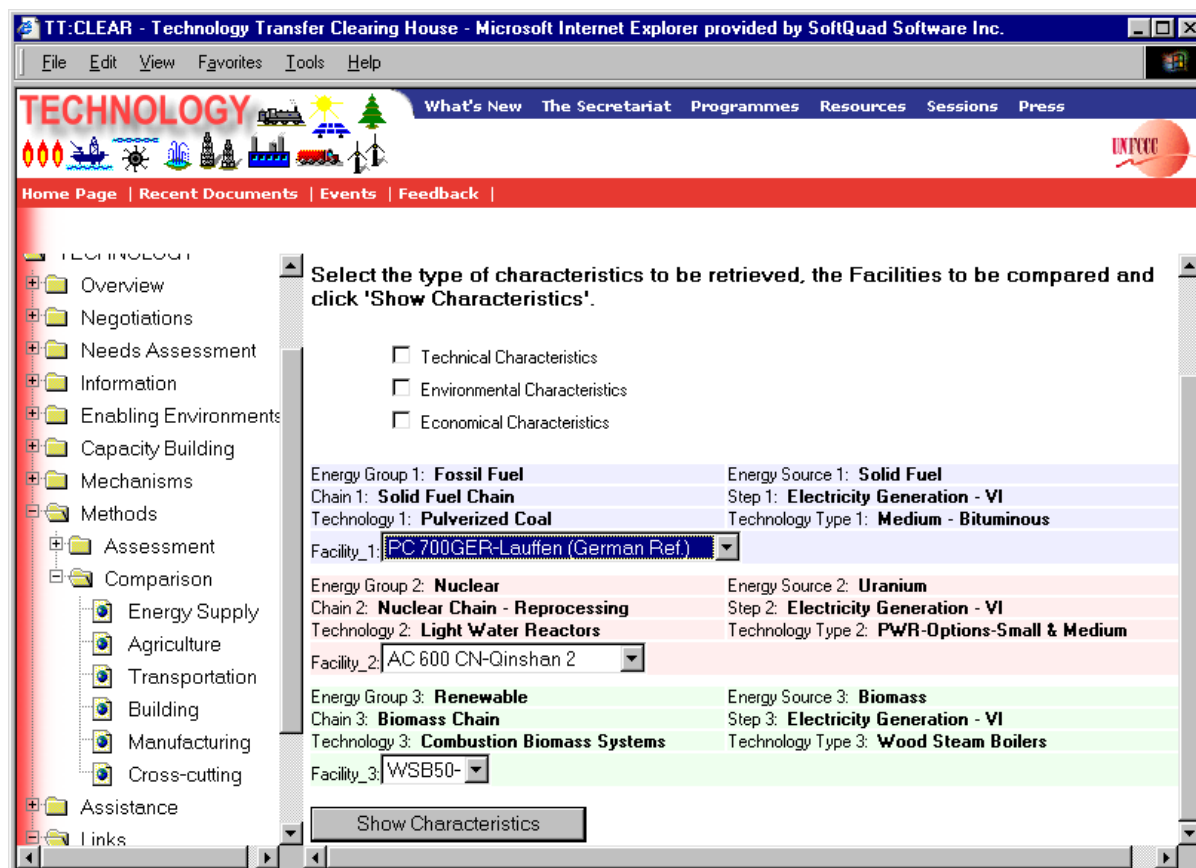 TT:CLEAR - Technology Transfer Clearing House - Microsoft Internet Explorer provided by SoftQuad Software Inc.
File Edit View Favorites Tools Help
TECHNOLOGY
What's New The Secretariat Programmes Resources Sessions Press
UNFCCC
Home Page | Recent Documents | Events | Feedback |
TECHNOLOGY
Overview
Negotiations
Needs Assessment
Information
Enabling Environments
Capacity Building
Mechanisms
Methods
Assessment
Comparison
Energy Supply
Agriculture
Transportation
Building
Manufacturing
Cross-cutting
Assistance
Links
Select the type of characteristics to be retrieved, the Facilities to be compared and
click 'Show Characteristics'.
Technical Characteristics
Environmental Characteristics
Economical Characteristics
Energy Group 1: Fossil Fuel Energy Source 1: Solid Fuel
Chain 1: Solid Fuel Chain Step 1: Electricity Generation - VI
Technology 1: Pulverized Coal Technology Type 1: Medium - Bituminous
Facility_1: PC 700GER-Lauffen (German Ref.)
Energy Group 2: Nuclear Energy Source 2: Uranium
Chain 2: Nuclear Chain - Reprocessing Step 2: Electricity Generation - VI
Technology 2: Light Water Reactors Technology Type 2: PWR-Options-Small & Medium
Facility_2: AC 600 CN-Qinshan 2
Energy Group 3: Renewable Energy Source 3: Biomass
Chain 3: Biomass Chain Step 3: Electricity Generation - VI
Technology 3: Combustion Biomass Systems Technology Type 3: Wood Steam Boilers
Facility_3: WSB50-
Show Characteristics